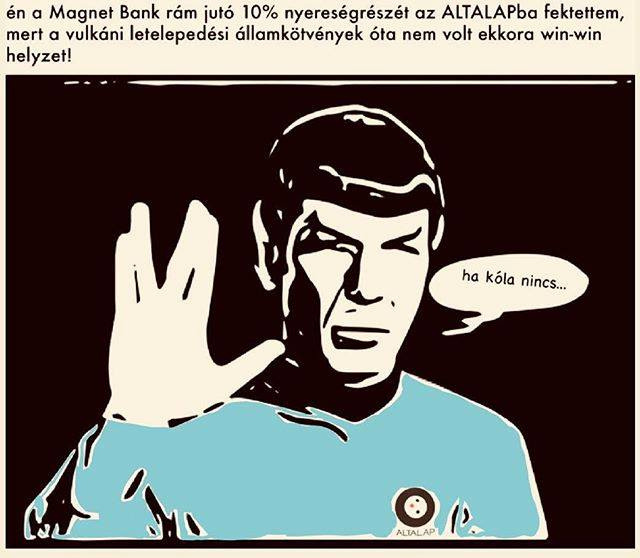 én a Magnet Bank rám jutó 10% nyereségrészét az ALTALAPba fektettem,
mert a vulkáni letelepedési államkötvények óta nem volt ekkora win-win
helyzet!
ha kóla nincs...
ALTALAP